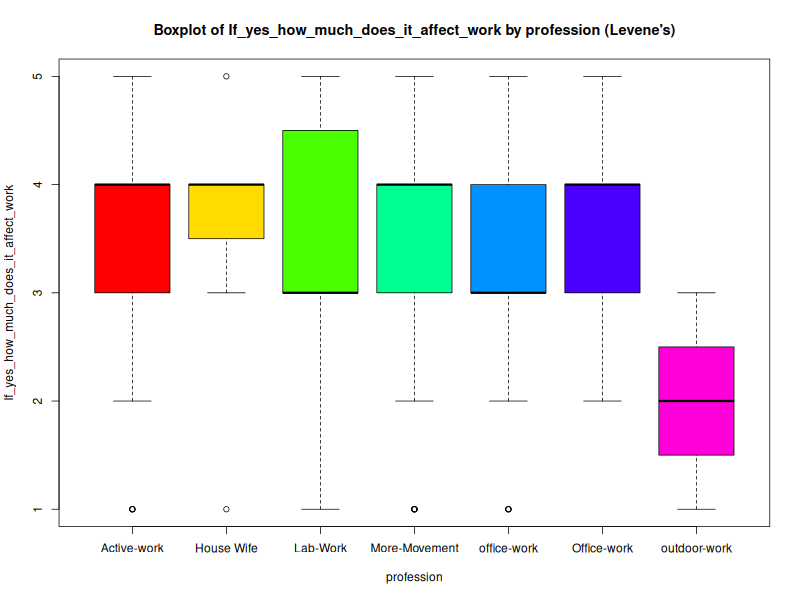 Boxplot of If_yes_how_much_does_it_affect_work by profession (Levene's)
If_yes_how_much_does_it_affect_work
5
4
3
2
1
Active-work House Wife Lab-Work More-Movement office-work Office-work outdoor-work
profession